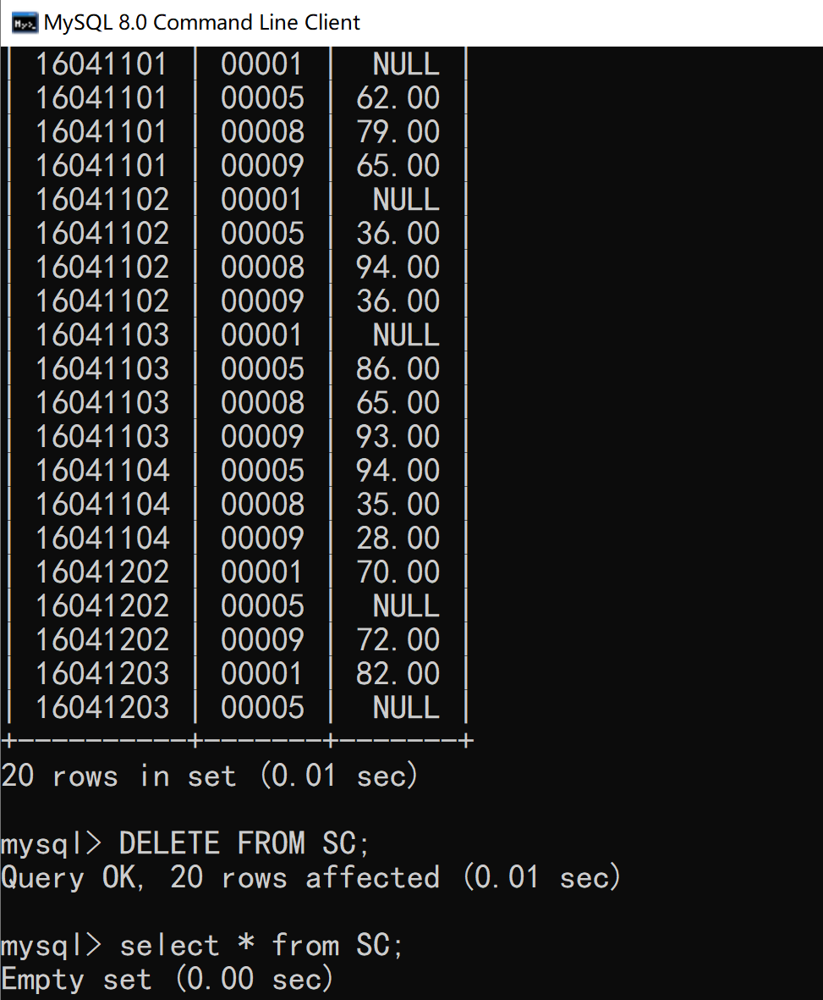 MySQL 8.0 Command Line Client
| 16041101 | 00001 | NULL |
| 16041101 | 00005 | 62.00 |
| 16041101 | 00008 | 79.00 |
| 16041101 | 00009 | 65.00 |
| 16041102 | 00001 | NULL |
| 16041102 | 00005 | 36.00 |
| 16041102 | 00008 | 94.00 |
| 16041102 | 00009 | 36.00 |
| 16041103 | 00001 | NULL |
| 16041103 | 00005 | 86.00 |
| 16041103 | 00008 | 65.00 |
| 16041103 | 00009 | 93.00 |
| 16041104 | 00005 | 94.00 |
| 16041104 | 00008 | 35.00 |
| 16041104 | 00009 | 28.00 |
| 16041202 | 00001 | 70.00 |
| 16041202 | 00005 | NULL |
| 16041202 | 00009 | 72.00 |
| 16041203 | 00001 | 82.00 |
| 16041203 | 00005 | NULL |
+----------+-------+-------+
20 rows in set (0.01 sec)
mysql> DELETE FROM SC;
Query OK, 20 rows affected (0.01 sec)
mysql> select * from SC;
Empty set (0.00 sec)